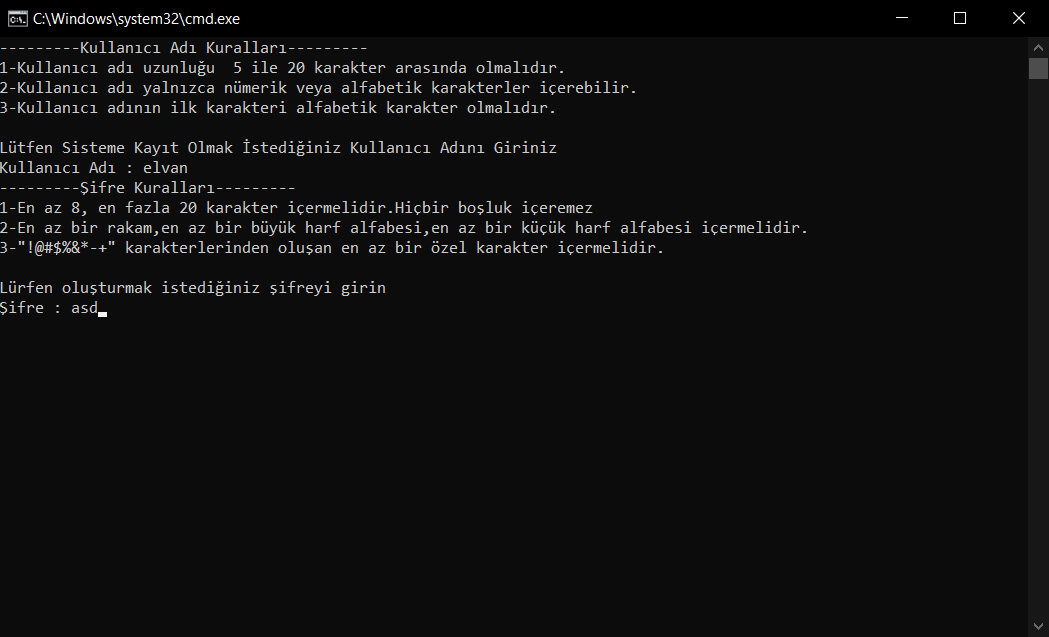 C:\Windows\system32\cmd.exe
---------Kullanıcı Adı Kuralları---------
1-Kullanıcı adı uzunluğu  5 ile 20 karakter arasında olmalıdır.
2-Kullanıcı adı yalnızca nümerik veya alfabetik karakterler içerebilir.
3-Kullanıcı adının ilk karakteri alfabetik karakter olmalıdır.
Lütfen Sisteme Kayıt Olmak İstediğiniz Kullanıcı Adını Giriniz
Kullanıcı Adı : elvan
---------Şifre Kuralları---------
1-En az 8, en fazla 20 karakter içermelidir.Hiçbir boşluk içeremez
2-En az bir rakam,en az bir büyük harf alfabesi,en az bir küçük harf alfabesi içermelidir.
3-"!@#$%&*-+" karakterlerinden oluşan en az bir özel karakter içermelidir.
Lürfen oluşturmak istediğiniz şifreyi girin
Şifre : asd